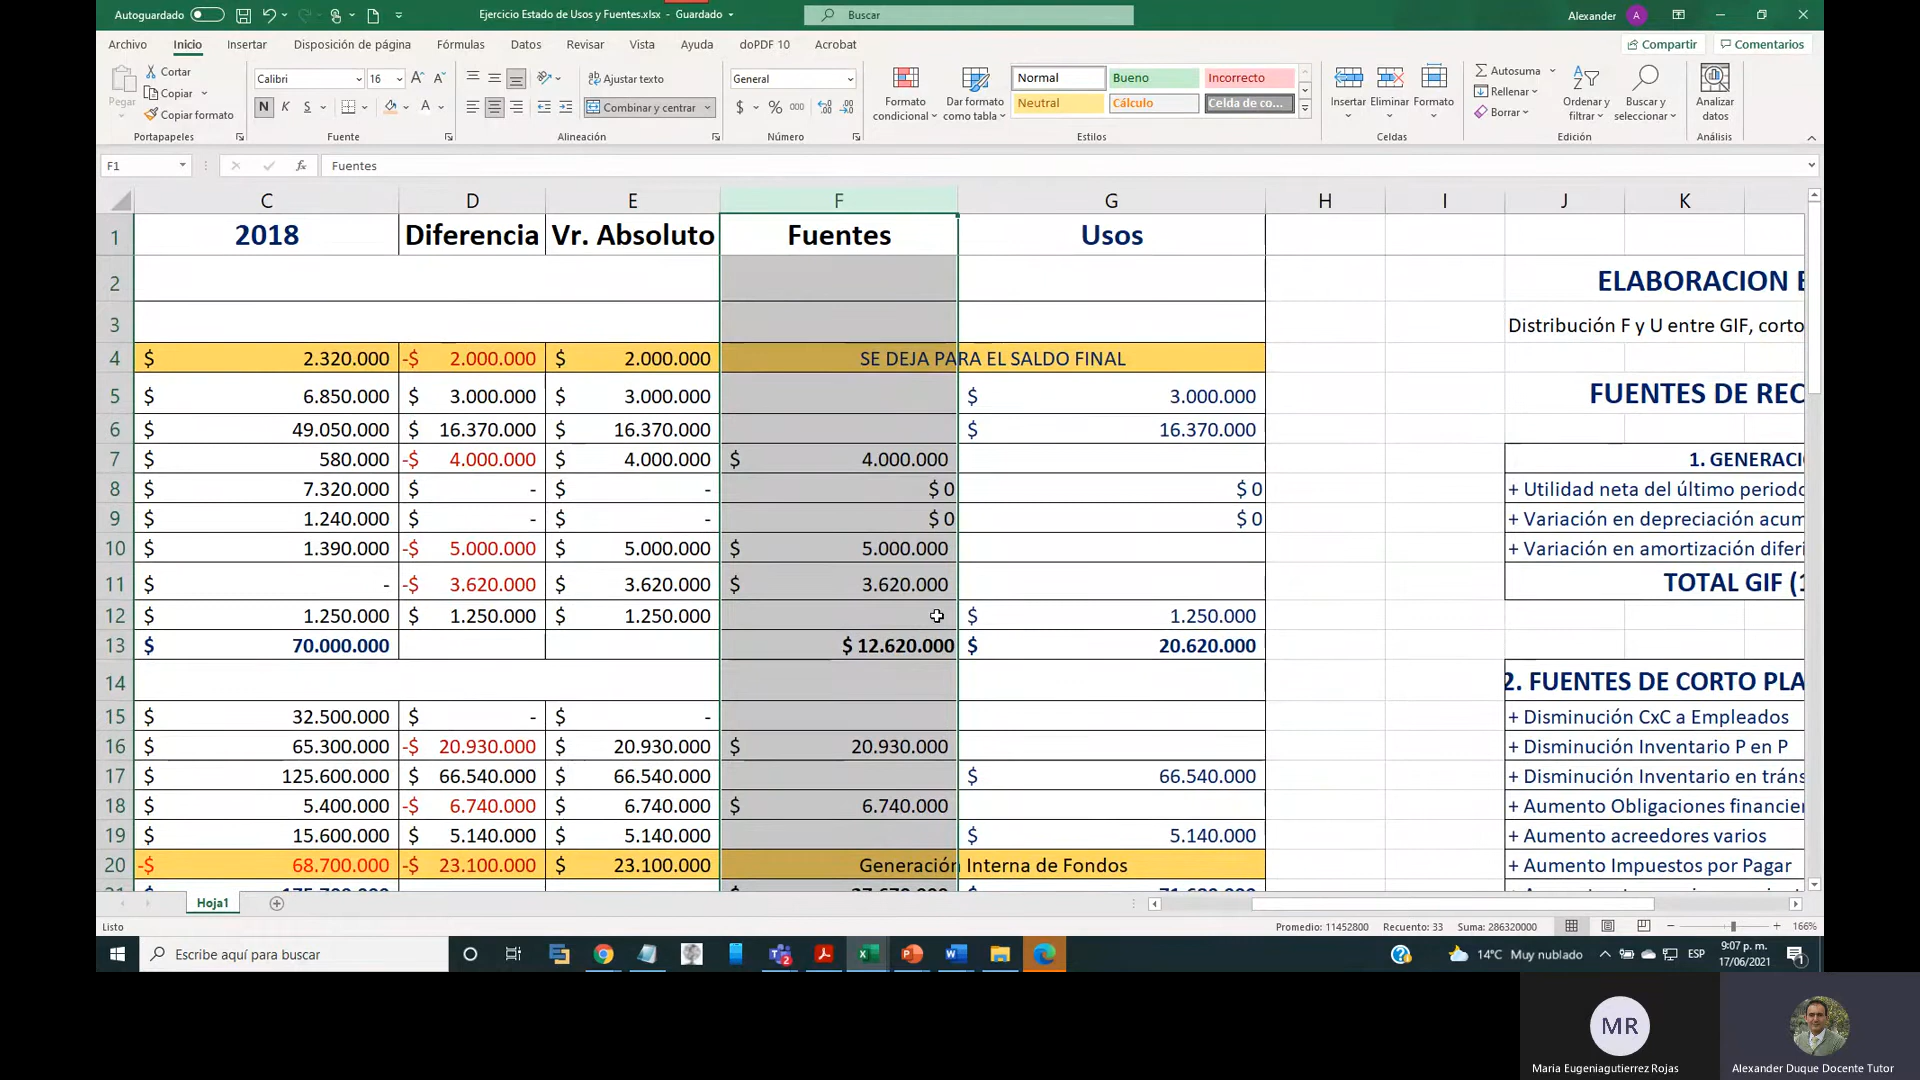 Autoguardado
Ejercicio Estado de Usos y Fuentes.xlsx - Guardado
Buscar
Alexander A
Archivo Inicio Insertar Disposición de página Fórmulas Datos Revisar Vista Ayuda doPDF 10 Acrobat Compartir Comentarios
Pegar
Cortar
Copiar
Copiar formato
Portapapeles
Calibri 16
N K S
Fuente
Ajustar texto
Combinar y centrar
Alineación
General
$ % 000
Número
Formato condicional
Dar formato como tabla
Normal Bueno Incorrecto
Neutral Cálculo Celda de co...
Estilos
Insertar Eliminar Formato
Celdas
Autosuma
Rellenar
Borrar
Ordenar y filtrar
Buscar y seleccionar
Edición
Analizar datos
Análisis
F1 fx Fuentes
C D E F G H I J K
1 2018 Diferencia Vr. Absoluto Fuentes Usos
2 ELABORACION E
3 Distribución F y U entre GIF, corto
4 $ 2.320.000 -$ 2.000.000 $ 2.000.000 SE DEJA PARA EL SALDO FINAL
5 $ 6.850.000 $ 3.000.000 $ 3.000.000 $ 3.000.000 FUENTES DE REC
6 $ 49.050.000 $ 16.370.000 $ 16.370.000 $ 16.370.000
7 $ 580.000 -$ 4.000.000 $ 4.000.000 $ 4.000.000 1. GENERACI
8 $ 7.320.000 $ - $ - $ 0 $ 0 + Utilidad neta del último periodo
9 $ 1.240.000 $ - $ - $ 0 $ 0 + Variación en depreciación acum
10 $ 1.390.000 -$ 5.000.000 $ 5.000.000 $ 5.000.000 + Variación en amortización diferi
11 $ - -$ 3.620.000 $ 3.620.000 $ 3.620.000 TOTAL GIF (1
12 $ 1.250.000 $ 1.250.000 $ 1.250.000 $ 1.250.000
13 $ 70.000.000 $ 12.620.000 $ 20.620.000
14 2. FUENTES DE CORTO PLA
15 $ 32.500.000 $ - $ - + Disminución CxC a Empleados
16 $ 65.300.000 -$ 20.930.000 $ 20.930.000 $ 20.930.000 + Disminución Inventario P en P
17 $ 125.600.000 $ 66.540.000 $ 66.540.000 $ 66.540.000 + Disminución Inventario en tráns
18 $ 5.400.000 -$ 6.740.000 $ 6.740.000 $ 6.740.000 + Aumento Obligaciones financier
19 $ 15.600.000 $ 5.140.000 $ 5.140.000 $ 5.140.000 + Aumento acreedores varios
20 -$ 68.700.000 -$ 23.100.000 $ 23.100.000 Generación Interna de Fondos + Aumento Impuestos por Pagar
Hoja1
Listo
Promedio: 11452800 Recuento: 33 Suma: 286320000
166%
Escribe aquí para buscar
14°C Muy nublado
ESP
9:07 p. m.
17/06/2021
MR
Maria Eugeniagutierrez Rojas
Alexander Duque Docente Tutor